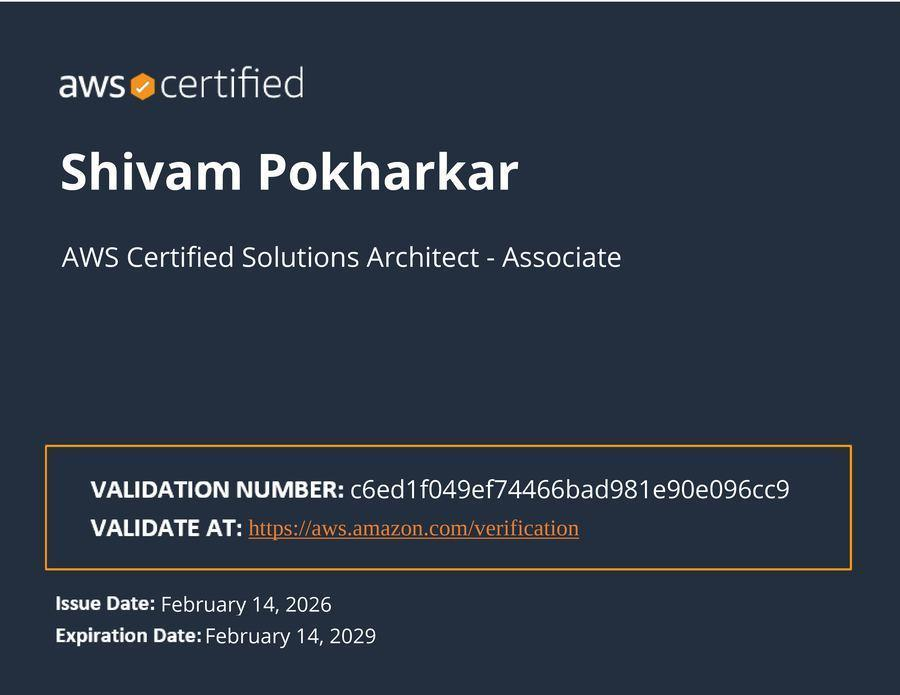 aws certified
Shivam Pokharkar
AWS Certified Solutions Architect - Associate
VALIDATION NUMBER: c6ed1f049ef74466bad981e90e096cc9
VALIDATE AT: https://aws.amazon.com/verification
Issue Date: February 14, 2026
Expiration Date: February 14, 2029